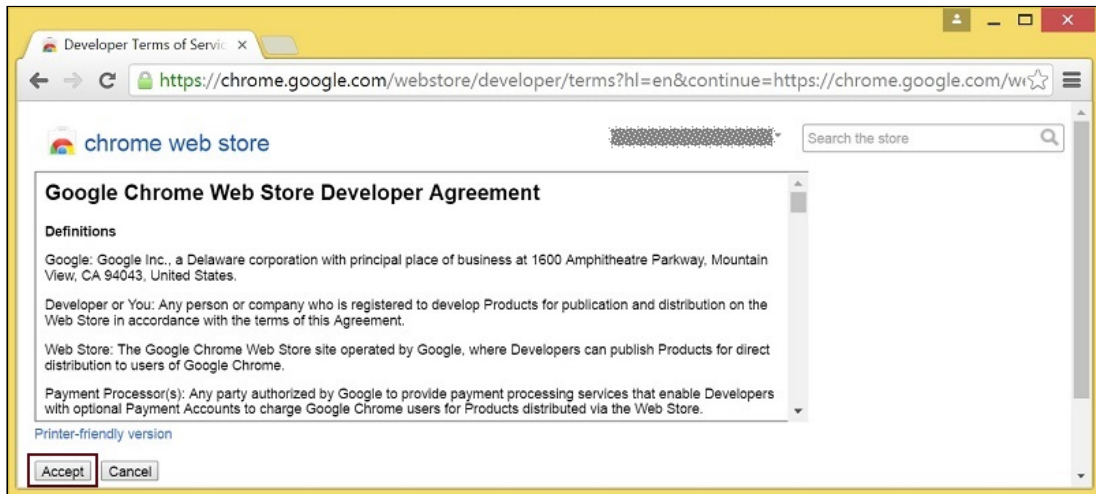 Developer Terms of Servic
https://chrome.google.com/webstore/developer/terms?hl=en&continue=https://chrome.google.com/we
chrome web store
Search the store
Google Chrome Web Store Developer Agreement
Definitions
Google: Google Inc., a Delaware corporation with principal place of business at 1600 Amphitheatre Parkway, Mountain
View, CA 94043, United States.
Developer or You: Any person or company who is registered to develop Products for publication and distribution on the
Web Store in accordance with the terms of this Agreement.
Web Store: The Google Chrome Web Store site operated by Google, where Developers can publish Products for direct
distribution to users of Google Chrome.
Payment Processor(s): Any party authorized by Google to provide payment processing services that enable Developers
with optional Payment Accounts to charge Google Chrome users for Products distributed via the Web Store.
Printer-friendly version
Accept Cancel